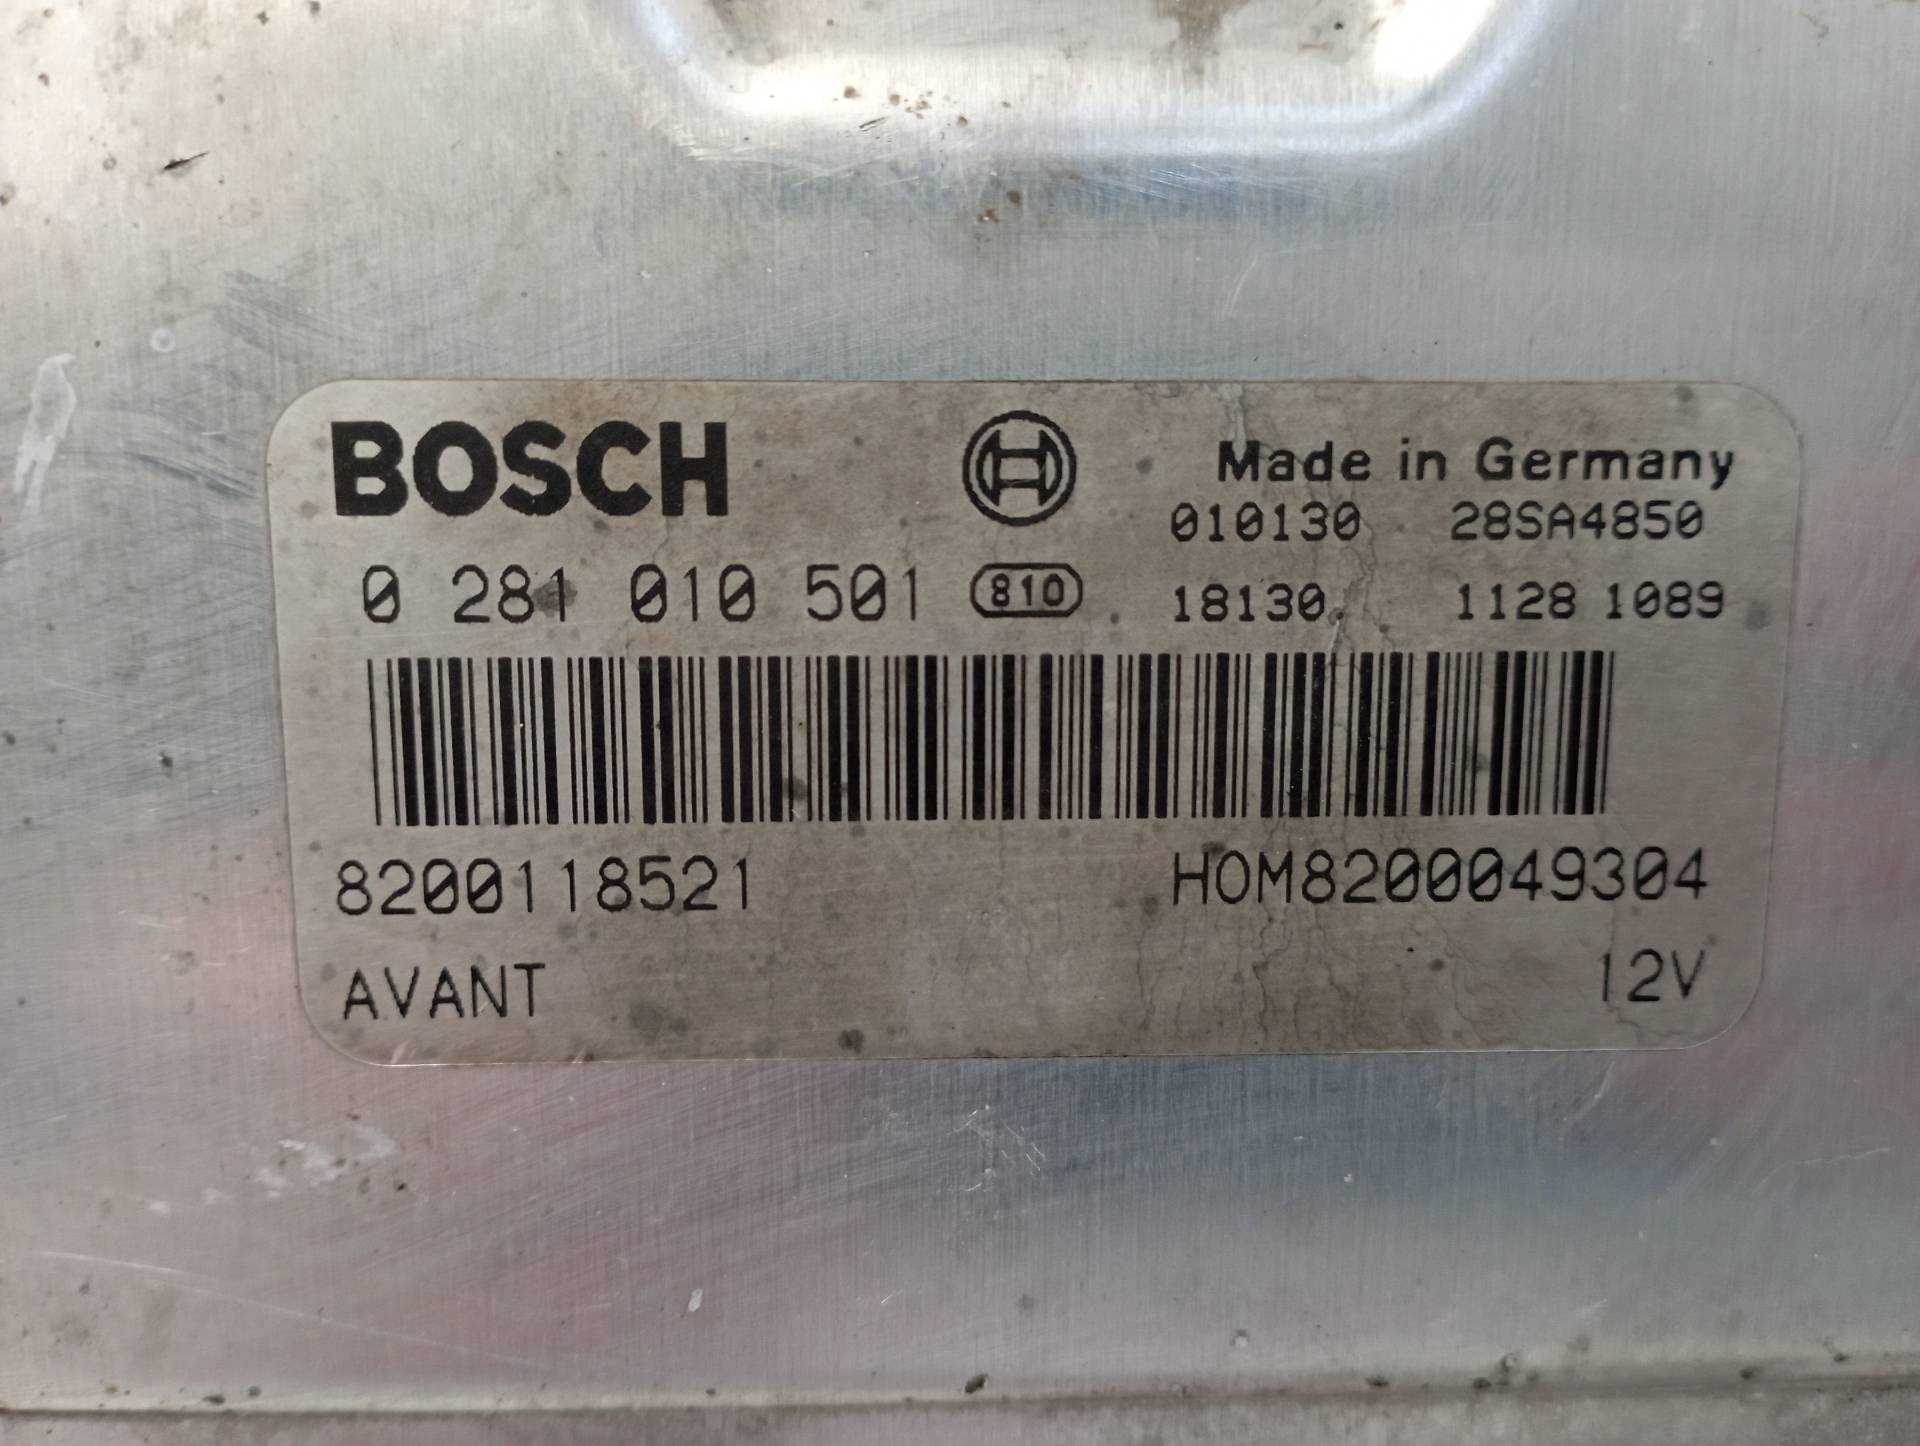 BOSCH Made in Germany
010130 28SA4850
0 281 010 501 810 18130 1128 1089
8200118521 HOM8200049304
AVANT 12V